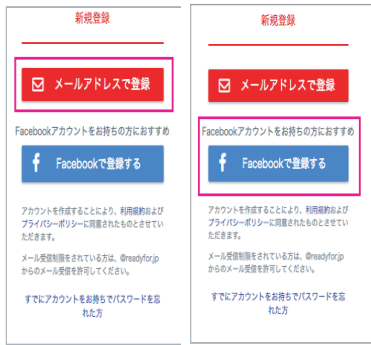 新規登録
メールアドレスで登録
Facebookアカウントをお持ちの方におすすめ
f Facebookで登録する
アカウントを作成することにより、利用規約および
プライバシーポリシーに同意されたものとさせてい
ただきます。
メール受信制限をされている方は、@readyfor.jp
からのメール受信を許可してください。
すでにアカウントをお持ちでパスワードを忘
れた方
新規登録
メールアドレスで登録
Facebookアカウントをお持ちの方におすすめ
f Facebookで登録する
アカウントを作成することにより、利用規約および
プライバシーポリシーに同意されたものとさせてい
ただきます。
メール受信制限をされている方は、@readyfor.jp
からのメール受信を許可してください。
すでにアカウントをお持ちでパスワードを忘
れた方